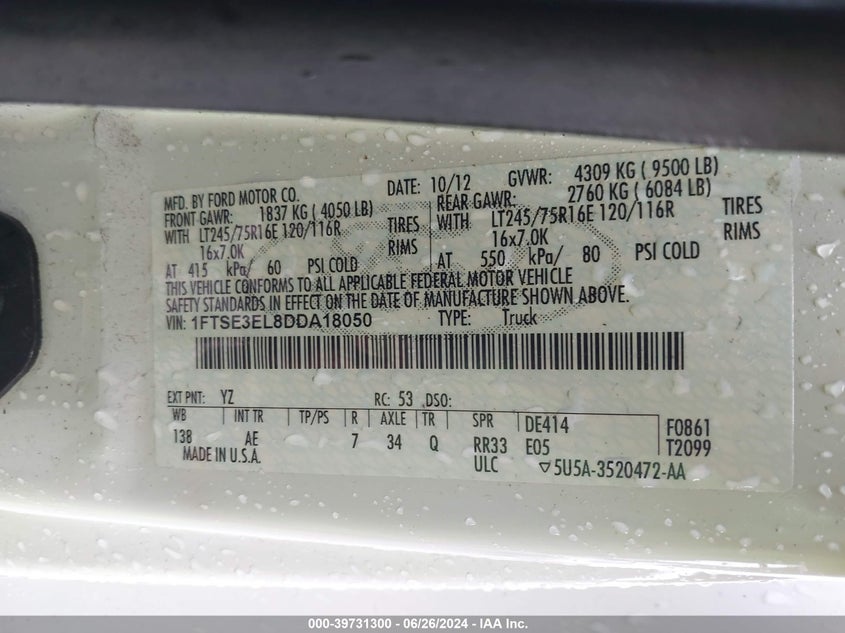 MFD. BY FORD MOTOR CO. DATE: 10/12 GVWR: 4309 KG ( 9500 LB)
FRONT GAWR: 1837 KG ( 4050 LB) REAR GAWR: 2760 KG ( 6084 LB)
WITH LT245/75R16E 120/116R TIRES WITH LT245/75R16E 120/116R TIRES
16x7.0K RIMS 16x7.0K RIMS
AT 415 kPa/ 60 PSI COLD AT 550 kPa/ 80 PSI COLD
THIS VEHICLE CONFORMS TO ALL APPLICABLE FEDERAL MOTOR VEHICLE
SAFETY STANDARDS IN EFFECT ON THE DATE OF MANUFACTURE SHOWN ABOVE.
VIN: 1FTSE3EL8DDA18050 TYPE: Truck
EXT PNT: YZ RC: 53 DSO:
WB INT TR TP/PS R AXLE TR SPR DE414 F0861
138 AE 7 34 Q RR33 E05 T2099
MADE IN U.S.A. ULC ▽5U5A-3520472-AA
000-39731300 - 06/26/2024 - IAA Inc.